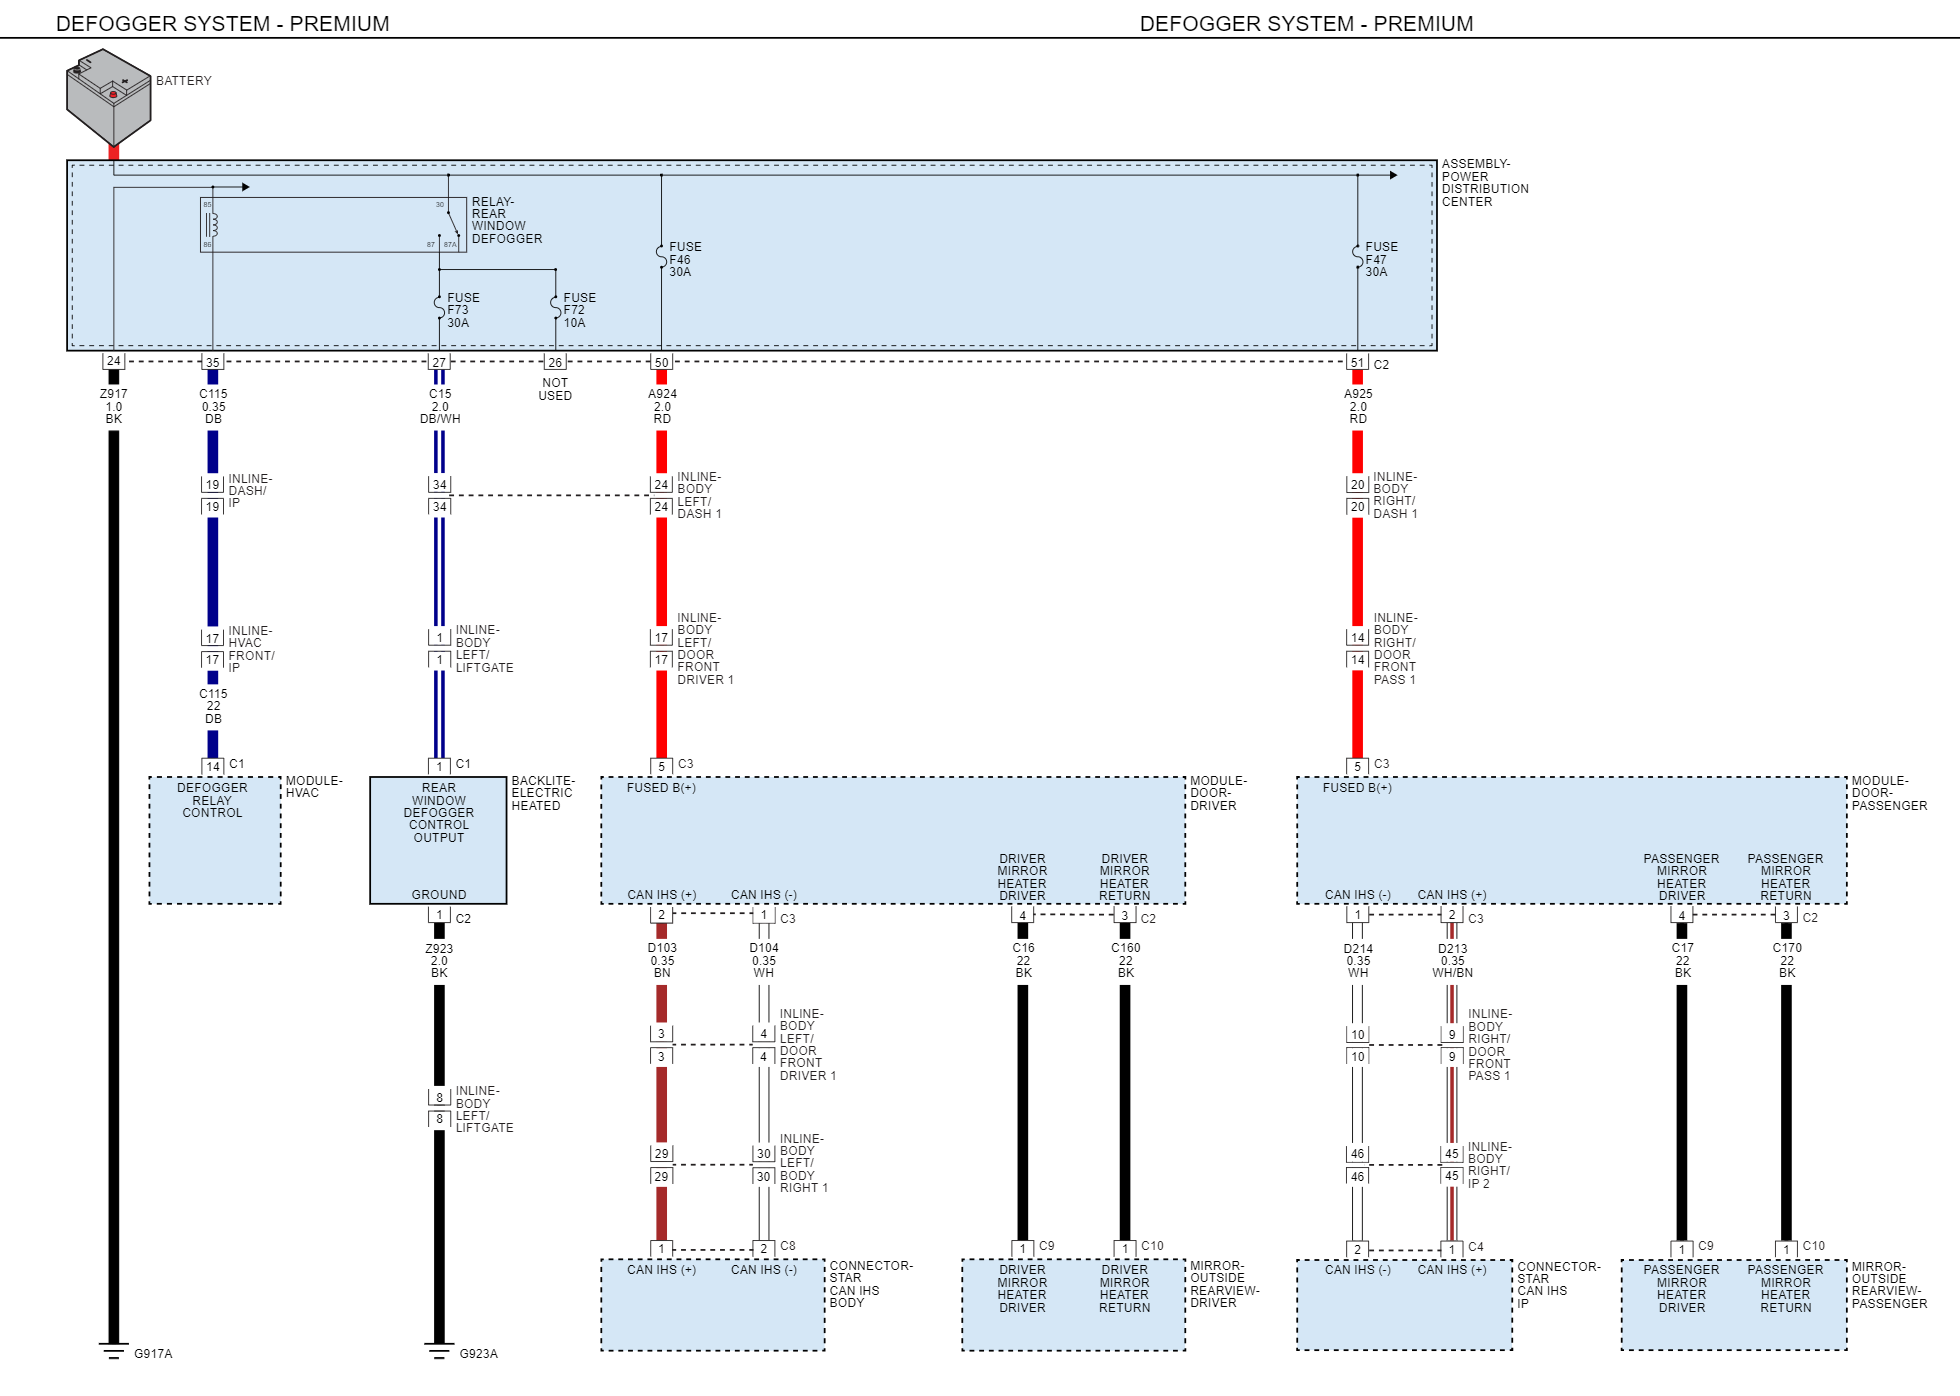 DEFOGGER SYSTEM - PREMIUM
DEFOGGER SYSTEM - PREMIUM
BATTERY
ASSEMBLY-
POWER
DISTRIBUTION
CENTER
85
86
30
87
87A
RELAY-
REAR
WINDOW
DEFOGGER
FUSE
F73
30A
FUSE
F72
10A
FUSE
F46
30A
FUSE
F47
30A
24
35
27
26
50
51
C2
Z917
1.0
BK
C115
0.35
DB
C15
2.0
DB/WH
NOT
USED
A924
2.0
RD
A925
2.0
RD
19
19
INLINE-
DASH/
IP
34
34
24
24
INLINE-
BODY
LEFT/
DASH 1
20
20
INLINE-
BODY
RIGHT/
DASH 1
17
17
INLINE-
HVAC
FRONT/
IP
C115
22
DB
1
1
INLINE-
BODY
LEFT/
LIFTGATE
17
17
INLINE-
BODY
LEFT/
DOOR
FRONT
DRIVER 1
14
14
INLINE-
BODY
RIGHT/
DOOR
FRONT
PASS 1
14
C1
DEFOGGER
RELAY
CONTROL
MODULE-
HVAC
1
C1
REAR
WINDOW
DEFOGGER
CONTROL
OUTPUT
GROUND
BACKLITE-
ELECTRIC
HEATED
5
C3
FUSED B(+)
CAN IHS (+)
CAN IHS (-)
DRIVER
MIRROR
HEATER
DRIVER
DRIVER
MIRROR
HEATER
RETURN
MODULE-
DOOR-
DRIVER
5
C3
FUSED B(+)
CAN IHS (-)
CAN IHS (+)
PASSENGER
MIRROR
HEATER
DRIVER
PASSENGER
MIRROR
HEATER
RETURN
MODULE-
DOOR-
PASSENGER
1
C2
Z923
2.0
BK
2
1
C3
D103
0.35
BN
D104
0.35
WH
4
3
C2
C16
22
BK
C160
22
BK
1
2
C3
D214
0.35
WH
D213
0.35
WH/BN
4
3
C2
C17
22
BK
C170
22
BK
8
8
INLINE-
BODY
LEFT/
LIFTGATE
3
3
4
4
INLINE-
BODY
LEFT/
DOOR
FRONT
DRIVER 1
10
10
9
9
INLINE-
BODY
RIGHT/
DOOR
FRONT
PASS 1
29
29
30
30
INLINE-
BODY
LEFT/
BODY
RIGHT 1
46
46
45
45
INLINE-
BODY
RIGHT/
IP 2
1
2
C8
CAN IHS (+)
CAN IHS (-)
CONNECTOR-
STAR
CAN IHS
BODY
1
C9
1
C10
DRIVER
MIRROR
HEATER
DRIVER
DRIVER
MIRROR
HEATER
RETURN
MIRROR-
OUTSIDE
REARVIEW-
DRIVER
2
1
C4
CAN IHS (-)
CAN IHS (+)
CONNECTOR-
STAR
CAN IHS
IP
1
C9
1
C10
PASSENGER
MIRROR
HEATER
DRIVER
PASSENGER
MIRROR
HEATER
RETURN
MIRROR-
OUTSIDE
REARVIEW-
PASSENGER
G917A
G923A